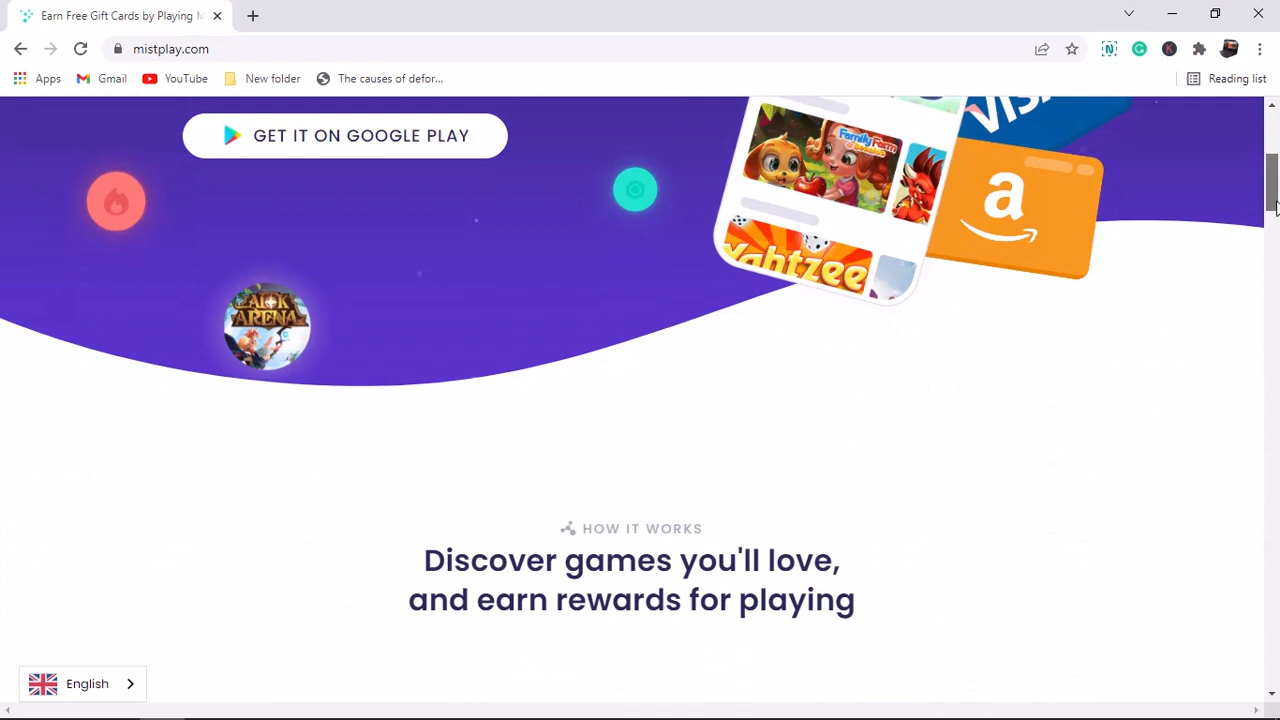 Earn Free Gift Cards by Playing M
mistplay.com
Apps
Gmail
YouTube
New folder
The causes of defor...
Reading list
GET IT ON GOOGLE PLAY
VISA
Family Farm
a
Yahtzee
ARENA
HOW IT WORKS
Discover games you'll love,
and earn rewards for playing
English